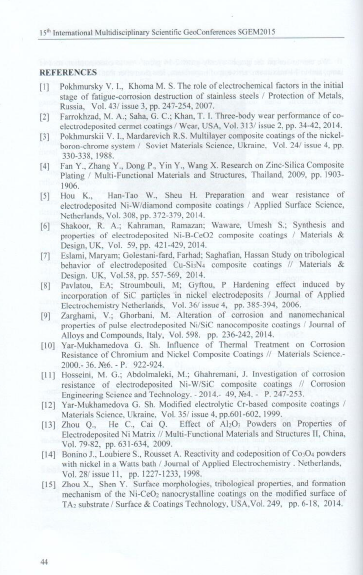 15th International Multidisciplinary Scientific GeoConferences SGEM2015
REFERENCES
[1] Pokhmursky V. I., Khoma M. S. The role of electrochemical factors in the initial
stage of fatigue-corrosion destruction of stainless steels / Protection of Metals,
Russia, Vol. 43/ issue 3, pp. 247-254, 2007.
[2] Farrokhzad, M. A.; Saha, G. C.; Khan, T. I. Three-body wear performance of co-
electrodeposited cermet coatings / Wear, USA, Vol. 313/ issue 2, pp. 34-42, 2014.
[3] Pokhmurskii V. I., Mardarevich R.S. Multilayer composite coatings of the nickel-
boron-chrome system / Soviet Materials Science, Ukraine, Vol. 24/ issue 4, pp.
330-338, 1988.
[4] Fan Y., Zhang Y., Dong P., Yin Y., Wang X. Research on Zinc-Silica Composite
Plating / Multi-Functional Materials and Structures, Thailand, 2009, pp. 1903-
1906.
[5] Hou K., Han-Tao W., Sheu H. Preparation and wear resistance of
electrodeposited Ni-W/diamond composite coatings / Applied Surface Science,
Netherlands, Vol. 308, pp. 372-379, 2014.
[6] Shakoor, R. A.; Kahraman, Ramazan; Waware, Umesh S.; Synthesis and
properties of electrodeposited Ni-B-CeO2 composite coatings / Materials &
Design, UK, Vol. 59, pp. 421-429, 2014.
[7] Eslami, Maryam; Golestani-fard, Farhad; Saghafian, Hassan Study on tribological
behavior of electrodeposited Cu-Si₃N₄ composite coatings // Materials &
Design. UK, Vol.58, pp. 557-569, 2014.
[8] Pavlatou, EA; Stroumbouli, M; Gyftou, P Hardening effect induced by
incorporation of SiC particles in nickel electrodeposits / Journal of Applied
Electrochemistry Netherlands, Vol. 36/ issue 4, pp. 385-394, 2006.
[9] Zarghami, V.; Ghorbani, M. Alteration of corrosion and nanomechanical
properties of pulse electrodeposited Ni/SiC nanocomposite coatings / Journal of
Alloys and Compounds, Italy, Vol. 598. pp. 236-242, 2014.
[10] Yar-Mukhamedova G. Sh. Influence of Thermal Treatment on Corrosion
Resistance of Chromium and Nickel Composite Coatings // Materials Science.-
2000.- 36. №6. - P. 922-924.
[11] Hosseini, M. G.; Abdolmaleki, M.; Ghahremani, J. Investigation of corrosion
resistance of electrodeposited Ni-W/SiC composite coatings // Corrosion
Engineering Science and Technology. - 2014.- 49, №4. - P. 247-253.
[12] Yar-Mukhamedova G. Sh. Modified electrolytic Cr-based composite coatings /
Materials Science, Ukraine, Vol. 35/ issue 4, pp.601-602, 1999.
[13] Zhou Q., He C., Cai Q. Effect of Al₂O₃ Powders on Properties of
Electrodeposited Ni Matrix // Multi-Functional Materials and Structures II, China,
Vol. 79-82, pp. 631-634, 2009.
[14] Bonino J., Loubiere S., Rousset A. Reactivity and codeposition of Co₃O₄ powders
with nickel in a Watts bath / Journal of Applied Electrochemistry . Netherlands,
Vol. 28/ issue 11, pp. 1227-1233, 1998.
[15] Zhou X., Shen Y. Surface morphologies, tribological properties, and formation
mechanism of the Ni-CeO₂ nanocrystalline coatings on the modified surface of
TA₂ substrate / Surface & Coatings Technology, USA,Vol. 249, pp. 6-18, 2014.
44